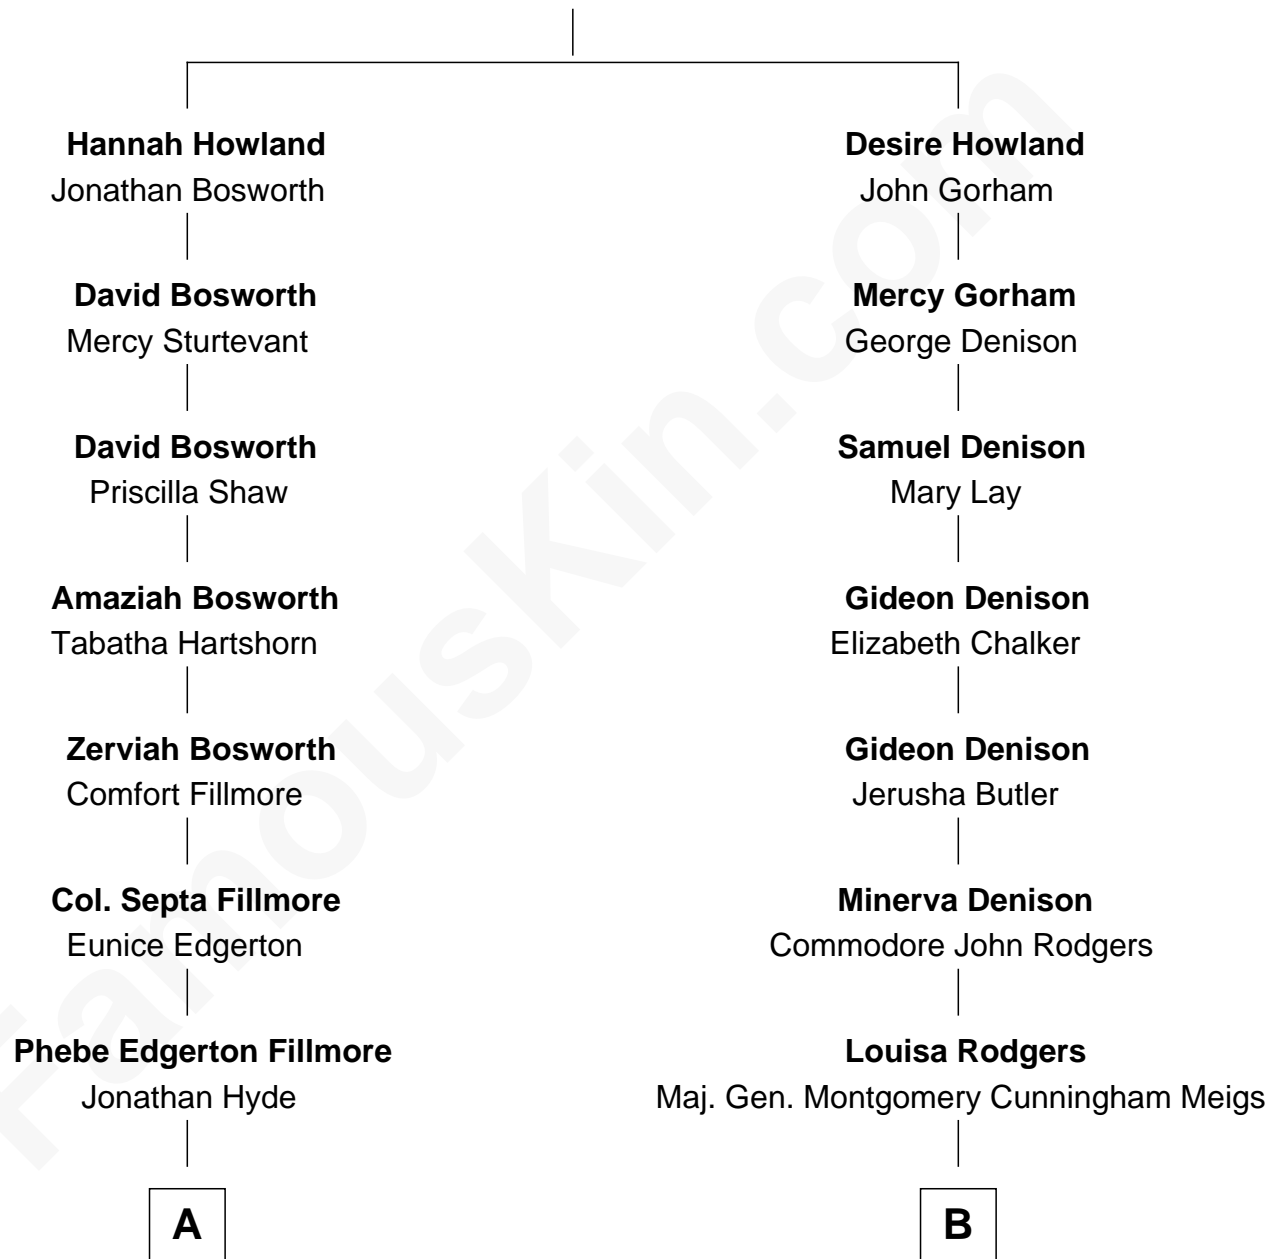 Hannah Howland
Jonathan Bosworth
David Bosworth
Mercy Sturtevant
David Bosworth
Priscilla Shaw
Amaziah Bosworth
Tabatha Hartshorn
Zerviah Bosworth
Comfort Fillmore
Col. Septa Fillmore
Eunice Edgerton
Phebe Edgerton Fillmore
Jonathan Hyde
A
Desire Howland
John Gorham
Mercy Gorham
George Denison
Samuel Denison
Mary Lay
Gideon Denison
Elizabeth Chalker
Gideon Denison
Jerusha Butler
Minerva Denison
Commodore John Rodgers
Louisa Rodgers
Maj. Gen. Montgomery Cunningham Meigs
B
FamousKin.com